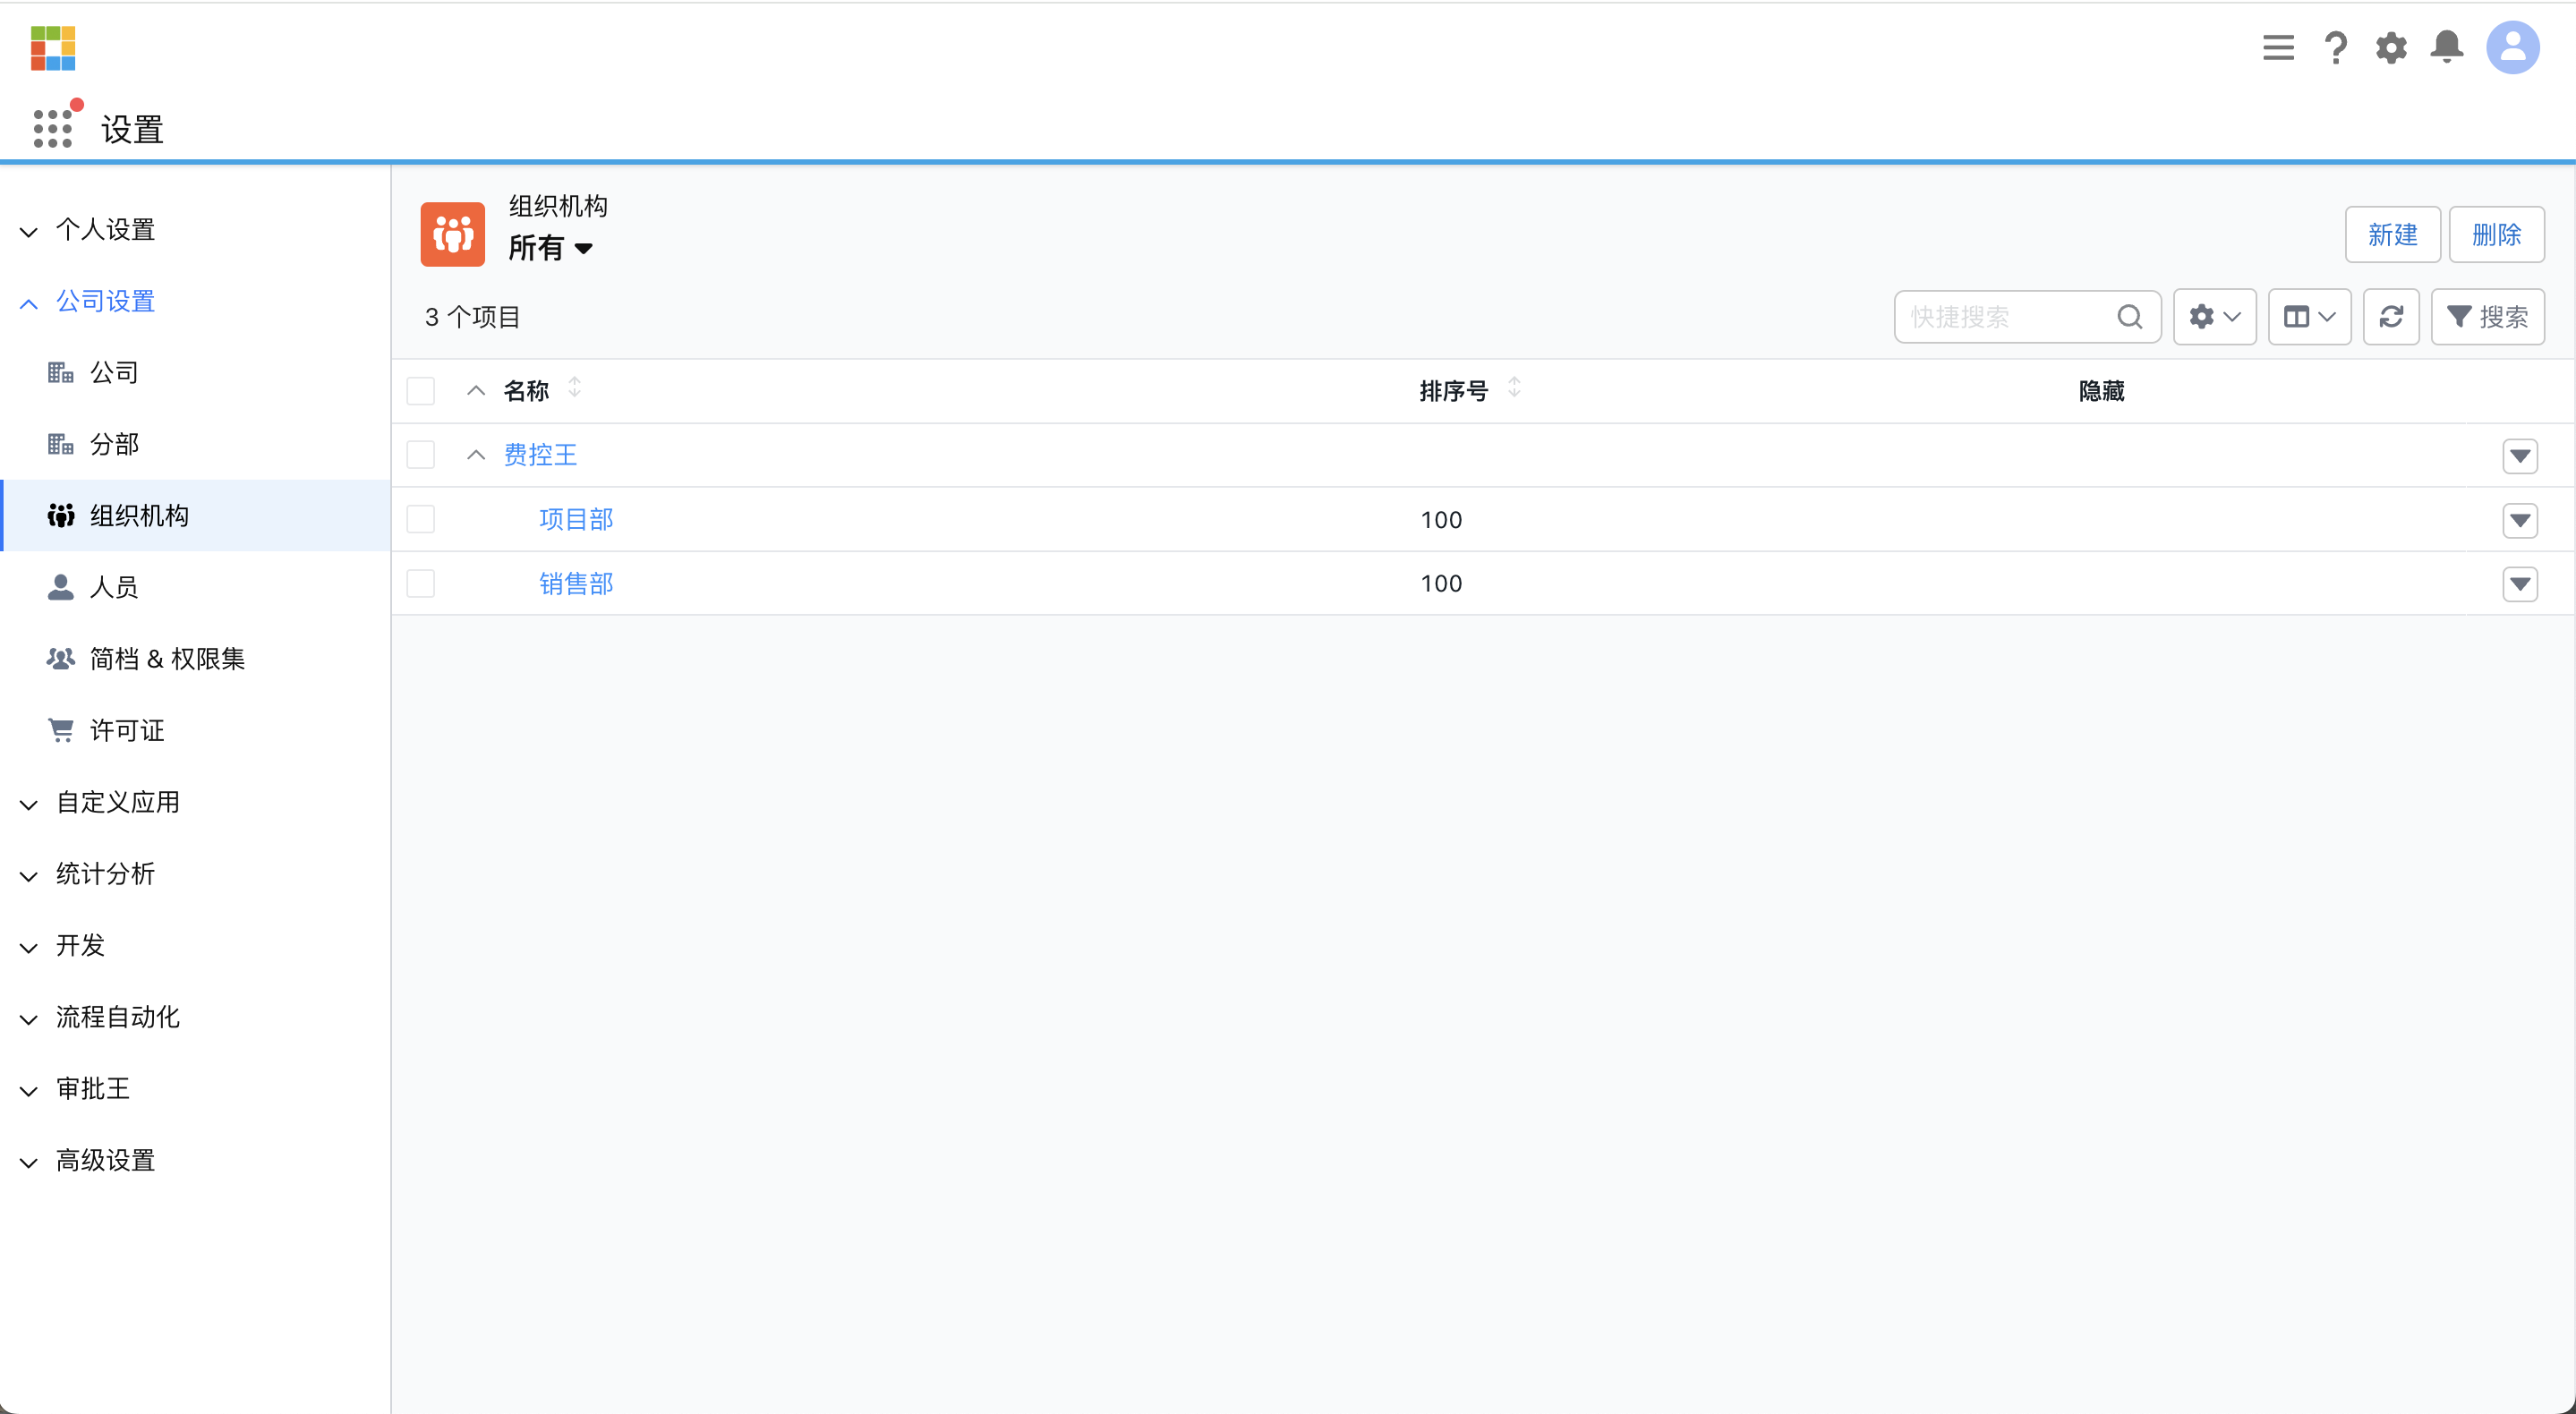 设置
个人设置
公司设置
公司
分部
组织机构
人员
简档 & 权限集
许可证
自定义应用
统计分析
开发
流程自动化
审批王
高级设置
组织机构
所有
新建
删除
3 个项目
快捷搜索
搜索
名称 排序号 隐藏
费控王
项目部 100
销售部 100